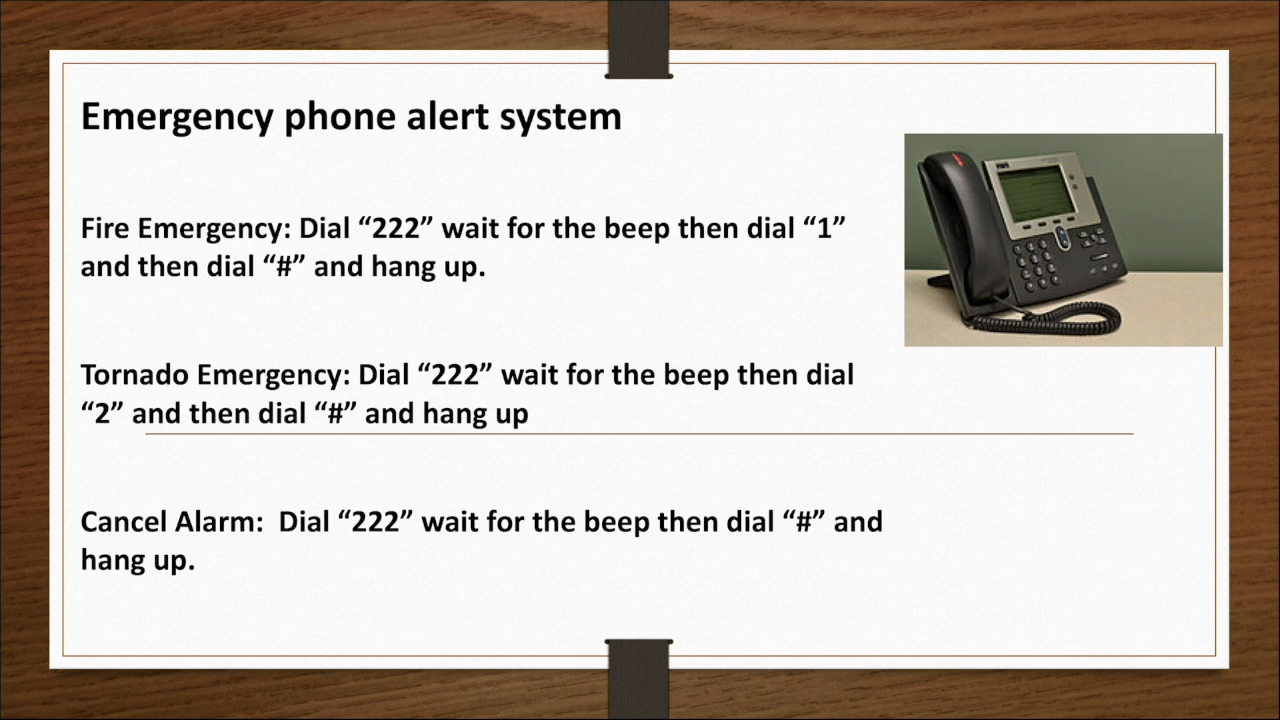 Emergency phone alert system
Fire Emergency: Dial “222” wait for the beep then dial “1”
and then dial “#” and hang up.
Tornado Emergency: Dial “222” wait for the beep then dial
“2” and then dial “#” and hang up
Cancel Alarm:  Dial “222” wait for the beep then dial “#” and
hang up.